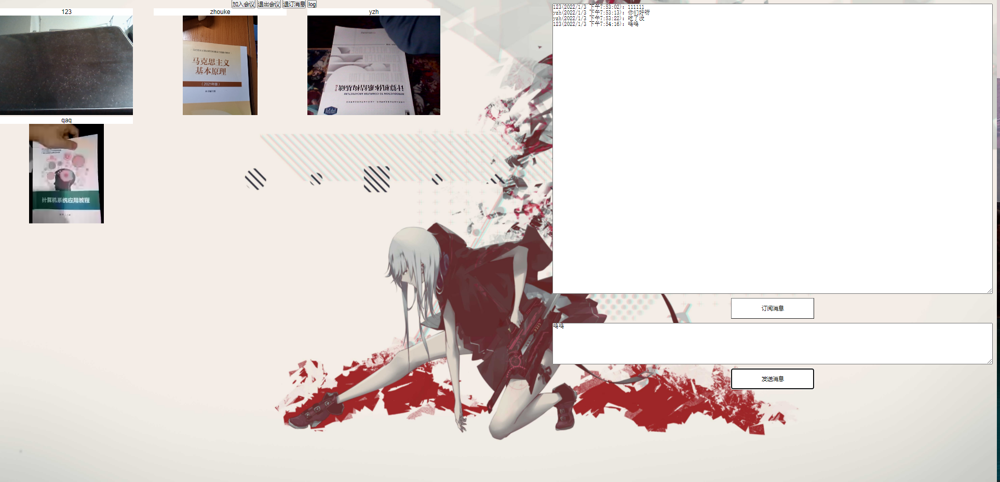 加入会议 退出会议 退订消息 log
123
zhouke
yzh
马克思主义
基本原理
(2021年版)
本书编写组
计算机体系结构基础
INTRODUCTION TO COMPUTER ARCHITECTURE
qaq
计算机系统应用教程
123(2022/1/3 下午7:53:02): 111111
yzh(2022/1/3 下午7:53:13): 你们好呀
yzh(2022/1/3 下午7:53:22): 吃了没
123(2022/1/3 下午7:54:16): 呜呜
订阅消息
呜呜
发送消息